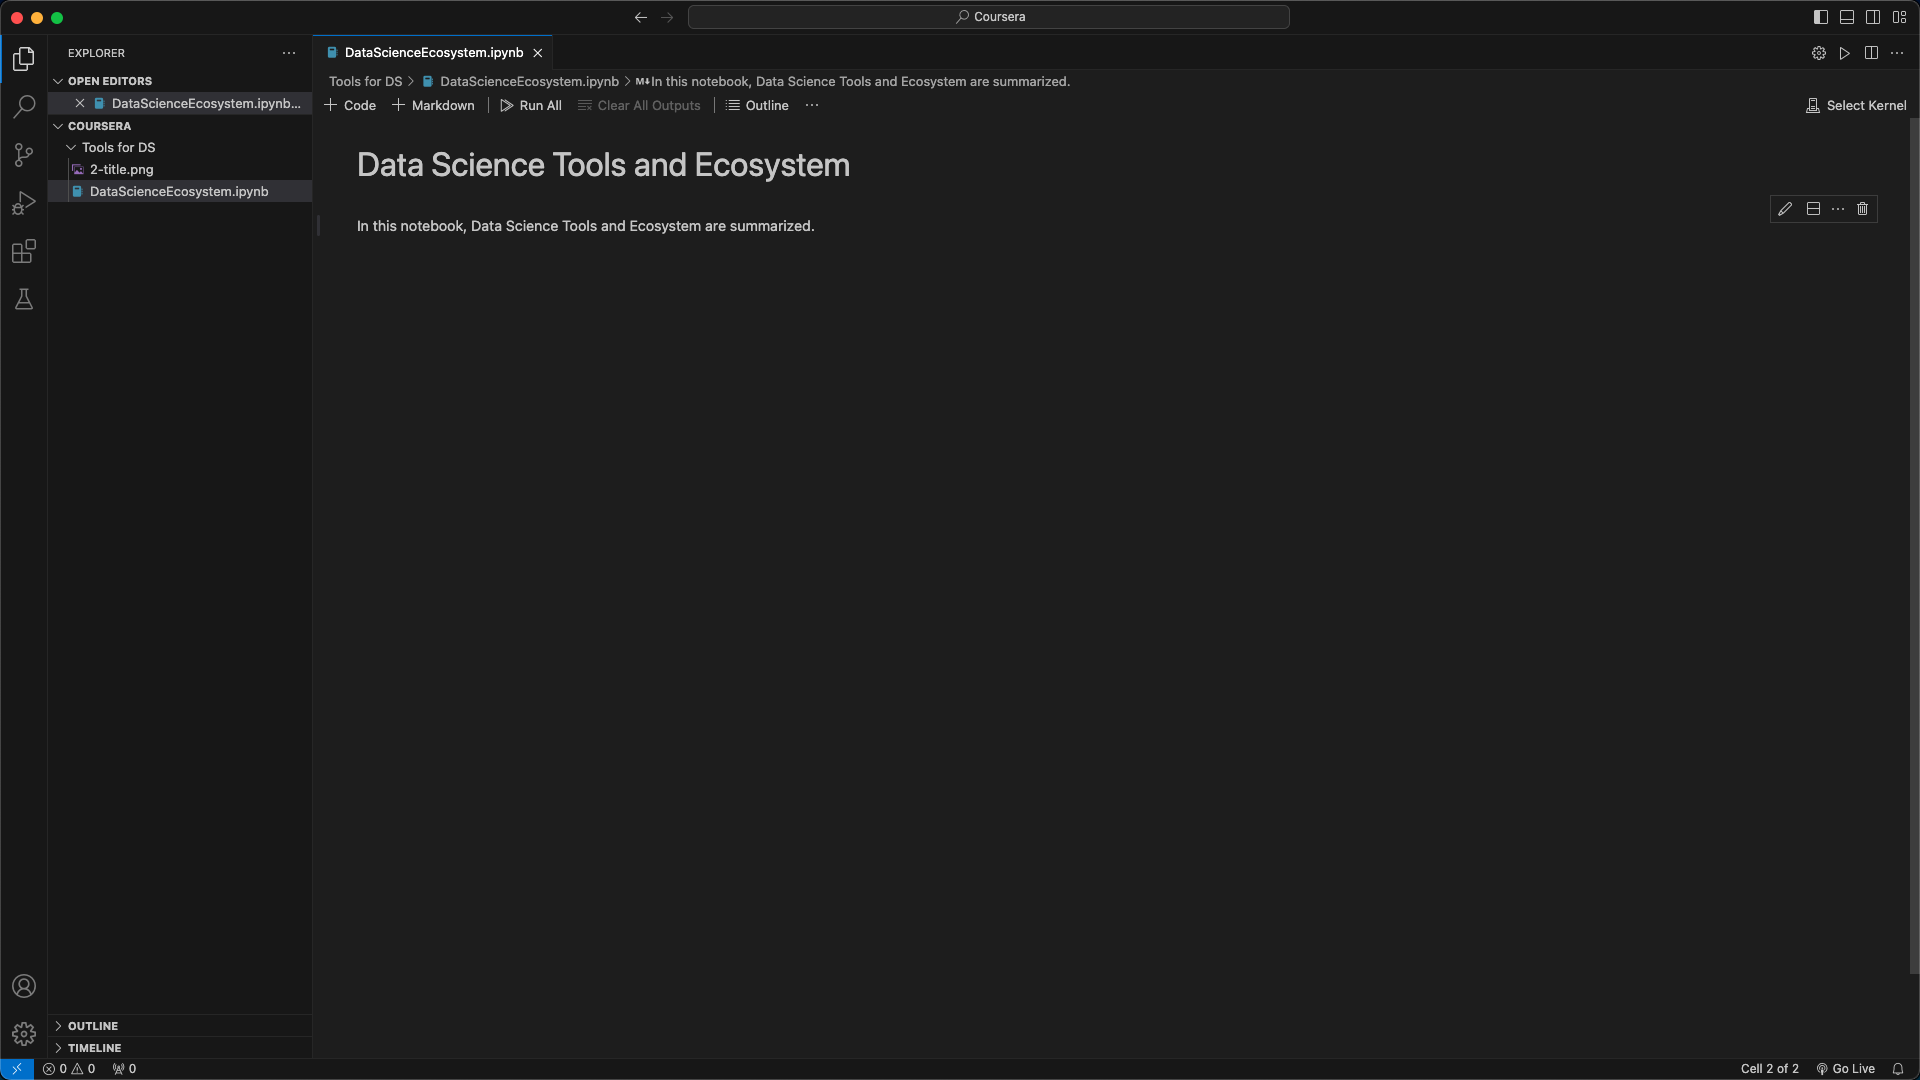 Coursera
EXPLORER
OPEN EDITORS
DataScienceEcosystem.ipynb...
COURSERA
Tools for DS
2-title.png
DataScienceEcosystem.ipynb
OUTLINE
TIMELINE
DataScienceEcosystem.ipynb
Tools for DS > DataScienceEcosystem.ipynb > M↓ In this notebook, Data Science Tools and Ecosystem are summarized.
+ Code + Markdown | Run All Clear All Outputs | Outline ... Select Kernel
Data Science Tools and Ecosystem
In this notebook, Data Science Tools and Ecosystem are summarized.
0 0 0 Cell 2 of 2 Go Live